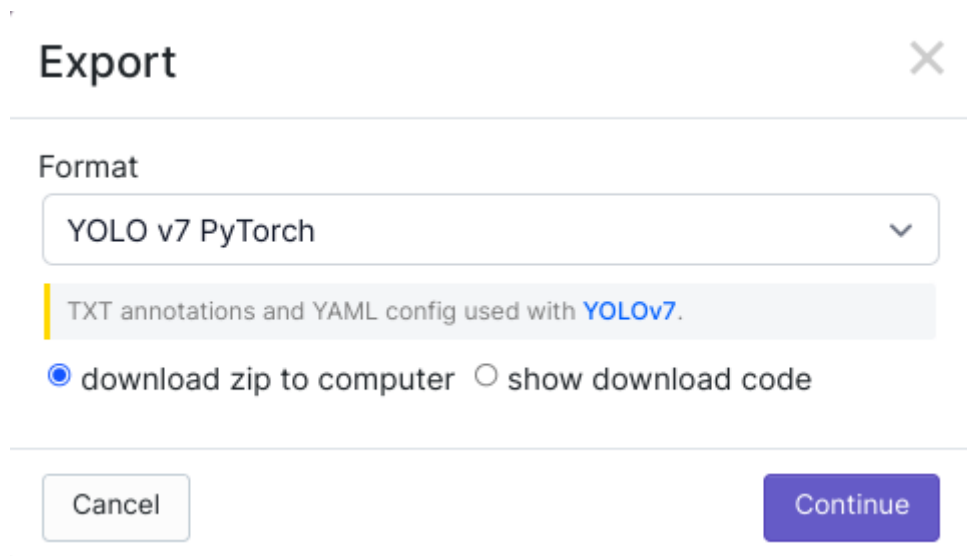 Export
Format
YOLO v7 PyTorch
TXT annotations and YAML config used with YOLOv7.
download zip to computer show download code
Cancel Continue